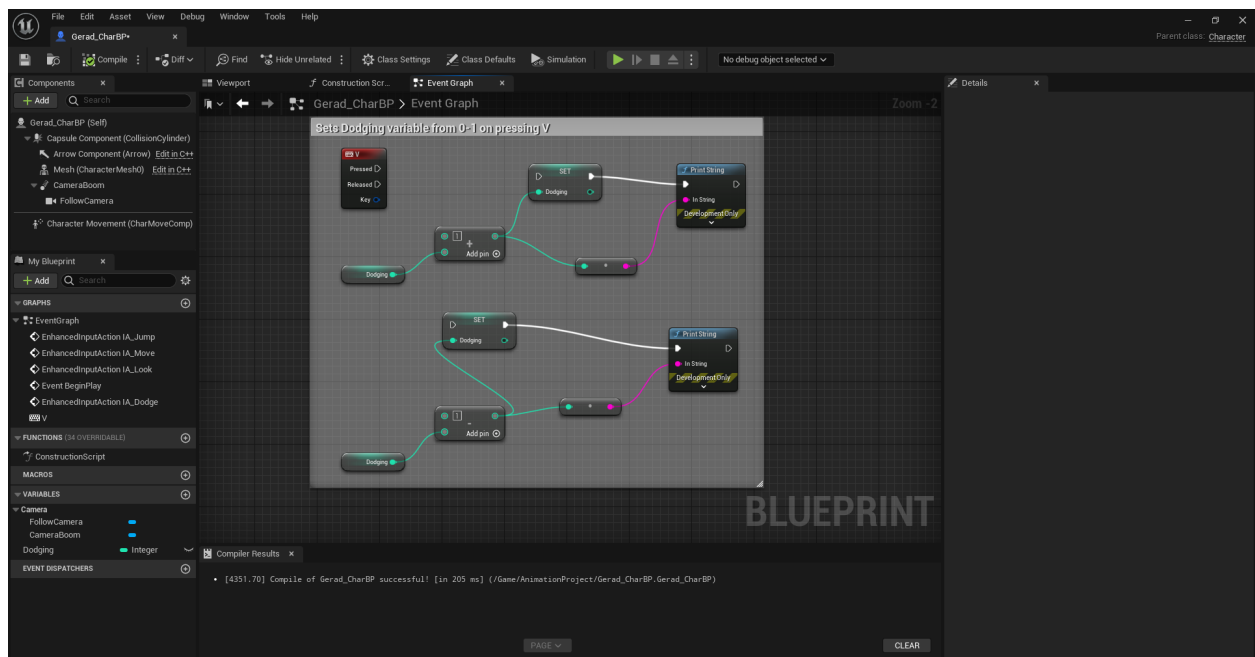 File Edit Asset View Debug Window Tools Help
Gerad_CharBP•
Parent class: Character
Compile Diff Find Hide Unrelated Class Settings Class Defaults Simulation No debug object selected
Components
Viewport
Construction Scr...
Event Graph
Details
+ Add Search
Gerad_CharBP > Event Graph
Zoom -2
Gerad_CharBP (Self)
Capsule Component (CollisionCylinder)
Arrow Component (Arrow) Edit in C++
Mesh (CharacterMesh0) Edit in C++
CameraBoom
FollowCamera
Character Movement (CharMoveComp)
My Blueprint
+ Add Search
GRAPHS
EventGraph
EnhancedInputAction IA_Jump
EnhancedInputAction IA_Move
EnhancedInputAction IA_Look
Event BeginPlay
EnhancedInputAction IA_Dodge
V
FUNCTIONS (34 OVERRIDABLE)
ConstructionScript
MACROS
VARIABLES
Camera
FollowCamera
CameraBoom
Dodging Integer
EVENT DISPATCHERS
Sets Dodging variable from 0-1 on pressing V
V
Pressed
Released
Key
SET
Dodging
Print String
In String
Development Only
1
+
Add pin
Dodging
SET
Dodging
Print String
In String
Development Only
1
-
Add pin
Dodging
BLUEPRINT
Compiler Results
• [4351.70] Compile of Gerad_CharBP successful! [in 205 ms] (/Game/AnimationProject/Gerad_CharBP.Gerad_CharBP)
PAGE
CLEAR